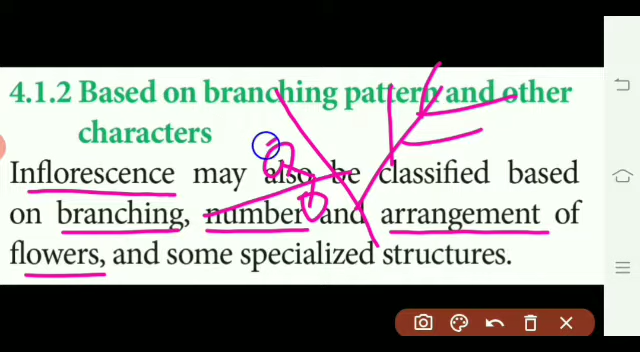 4.1.2 Based on branching pattern and other
characters
Inflorescence may also be classified based
on branching, number and arrangement of
flowers, and some specialized structures.